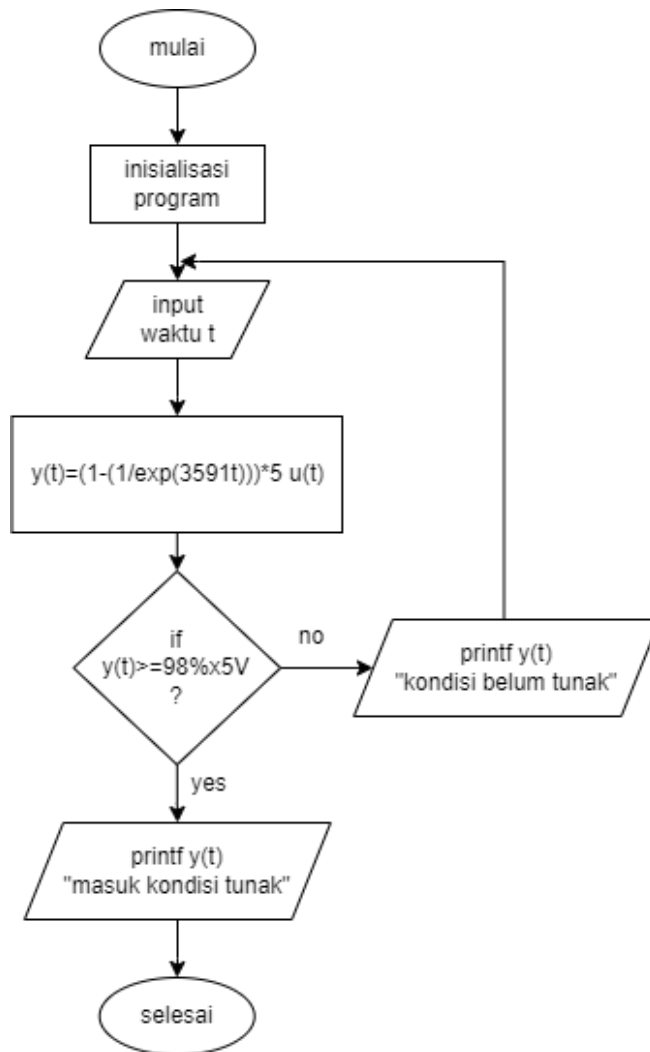 mulai
inisialisasi
program
input
waktu t
y(t)=(1-(1/exp(3591t)))*5 u(t)
if
y(t)>=98%x5V
?
no
printf y(t)
"kondisi belum tunak"
yes
printf y(t)
"masuk kondisi tunak"
selesai